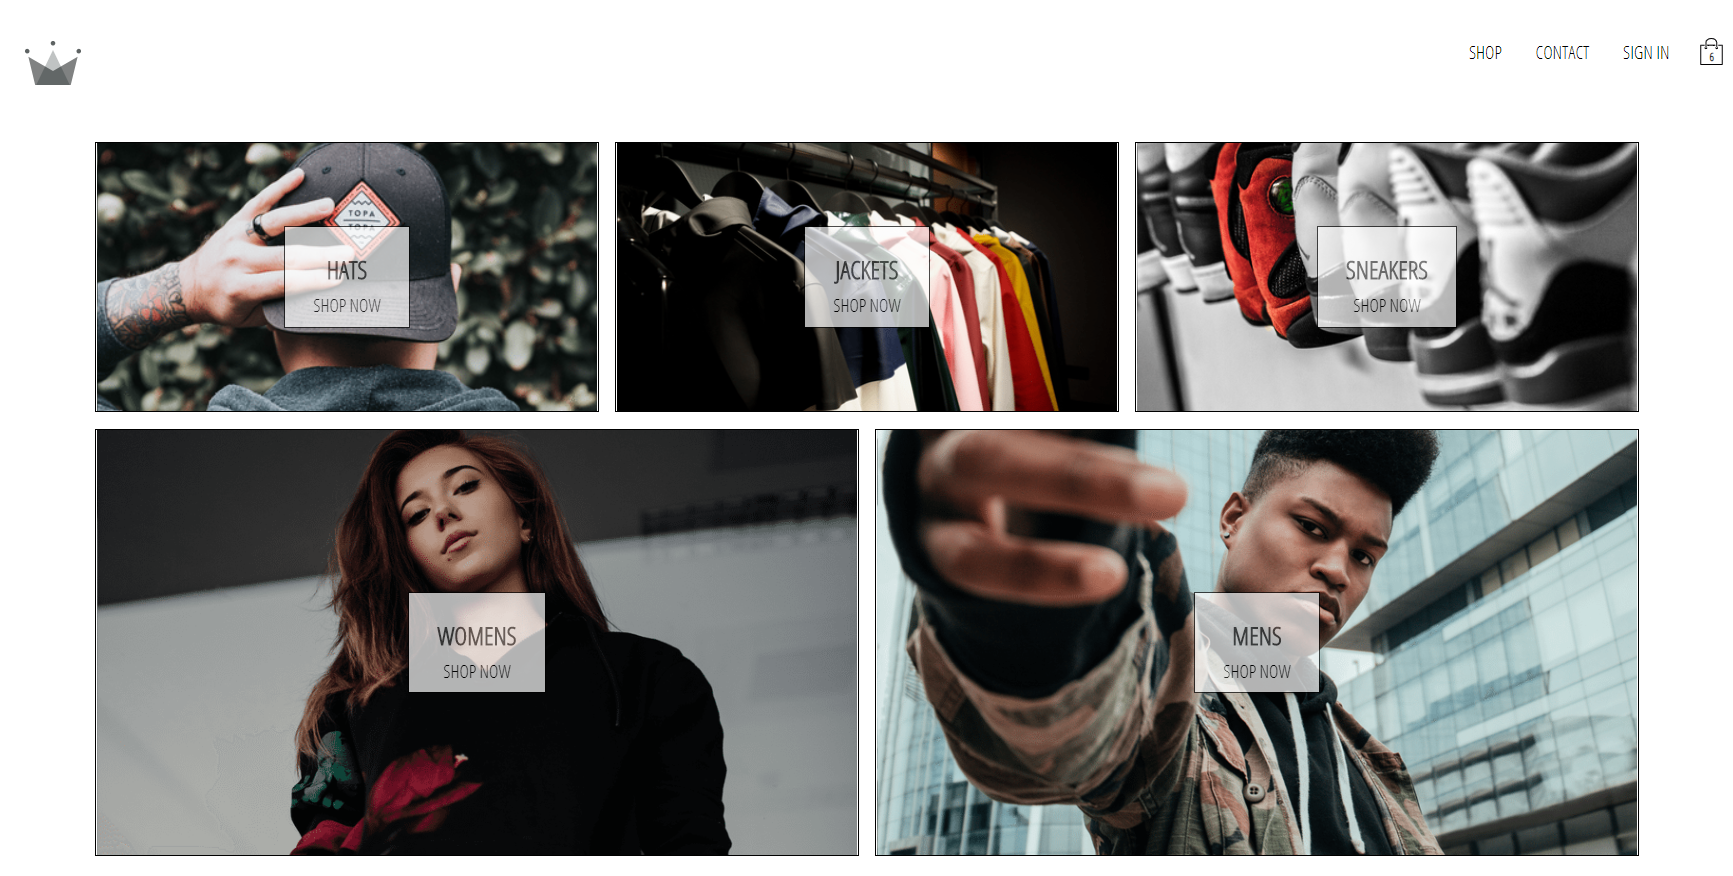 SHOP
CONTACT
SIGN IN
6
TOPA
TOPA
HATS
SHOP NOW
JACKETS
SHOP NOW
SNEAKERS
SHOP NOW
WOMENS
SHOP NOW
MENS
SHOP NOW